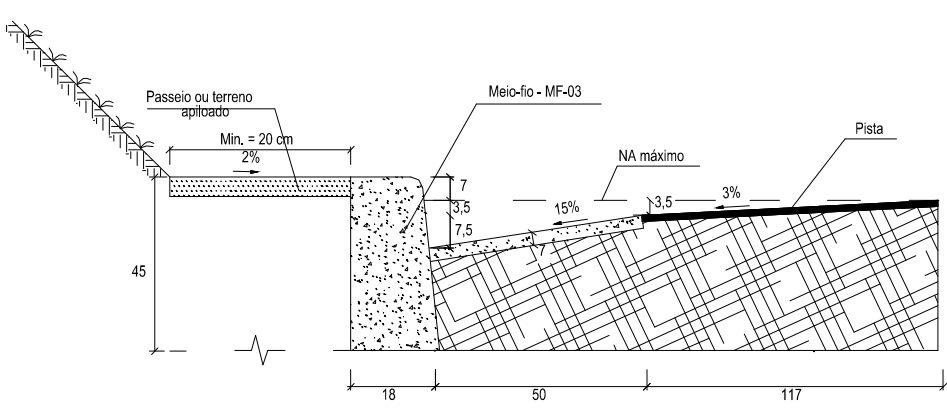 Passeio ou terreno
apiloado
Min. = 20 cm
2%
Meio-fio - MF-03
Pista
NA máximo
7
3,5
7,5
15%
3,5
3%
7
45
18
50
117